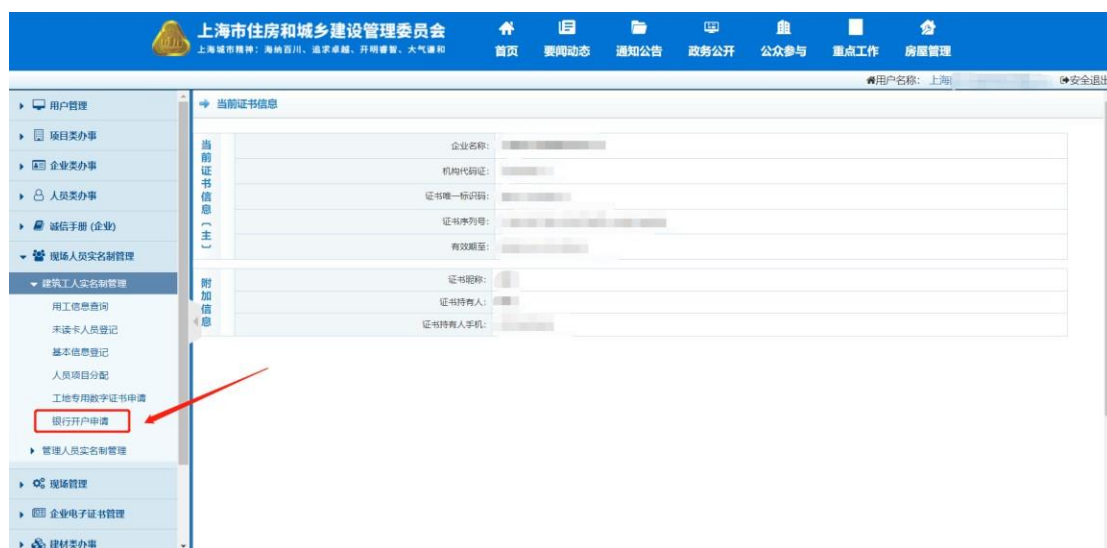 上海市住房和城乡建设管理委员会
上海城市精神：海纳百川、追求卓越、开明睿智、大气谦和
首页 要闻动态 通知公告 政务公开 公众参与 重点工作 房屋管理
用户名称： 上海 安全退出
用户管理
项目类办事
企业类办事
人员类办事
诚信手册 (企业)
现场人员实名制管理
建筑工人实名制管理
用工信息查询
未读卡人员登记
基本信息登记
人员项目分配
工地专用数字证书申请
银行开户申请
管理人员实名制管理
现场管理
企业电子证书管理
建材类办事
当前证书信息
当前证书信息（主）
企业名称:
机构代码证:
证书唯一标识码:
证书序列号:
有效期至:
附加信息
证书昵称:
证书持有人:
证书持有人手机: